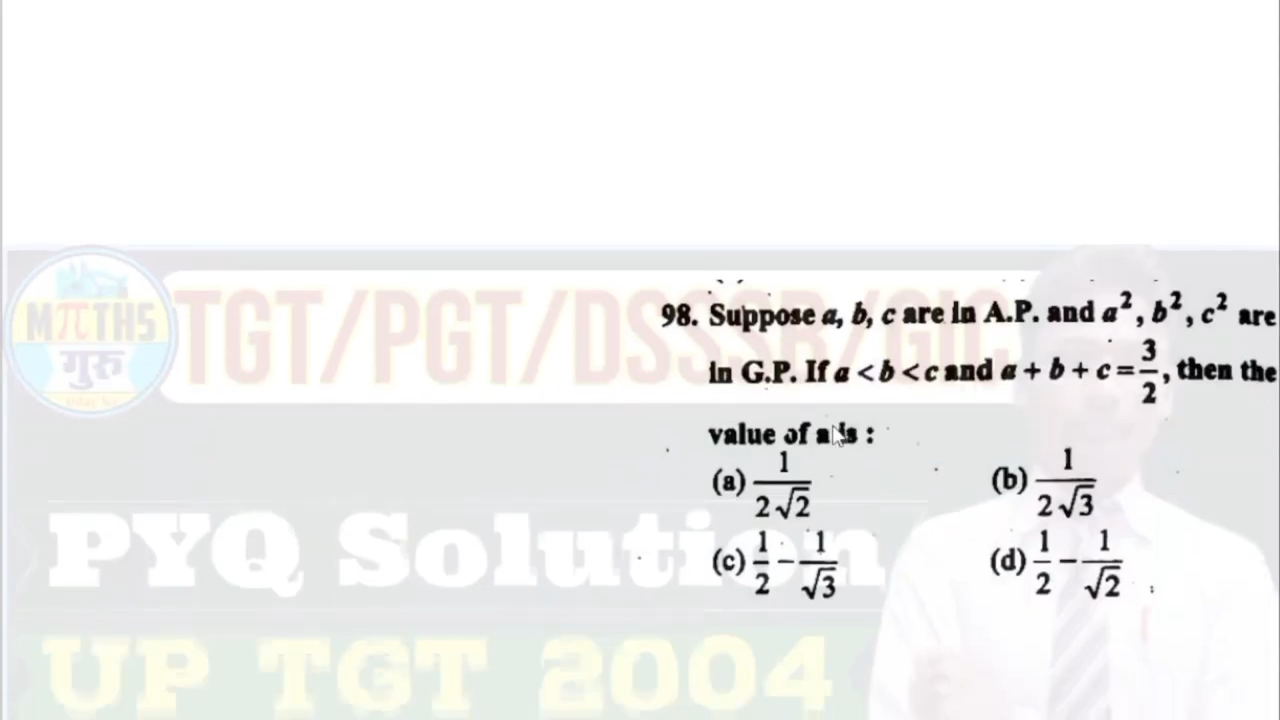 MπTHS
गुरु
TGT/PGT/DSSSB/GIC
PYQ Solution
UP TGT 2004
98. Suppose a, b, c are in A.P. and a², b², c² are
in G.P. If a < b < c and a + b + c = 3/2, then the
value of a is :
(a) 1/(2√2)
(b) 1/(2√3)
(c) 1/2 − 1/√3
(d) 1/2 − 1/√2